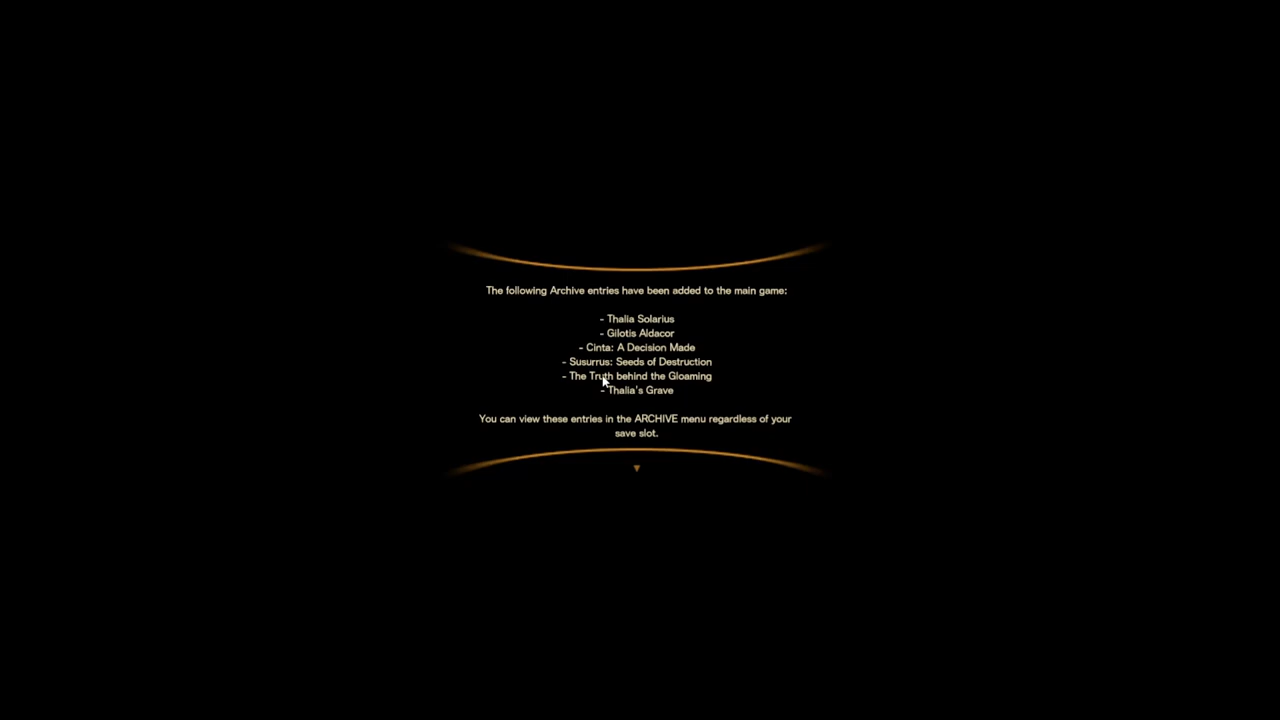 The following Archive entries have been added to the main game:
- Thalia Solarius
- Gilotis Aldacor
- Cinta: A Decision Made
- Susurrus: Seeds of Destruction
- The Truth behind the Gloaming
- Thalia's Grave
You can view these entries in the ARCHIVE menu regardless of your
save slot.